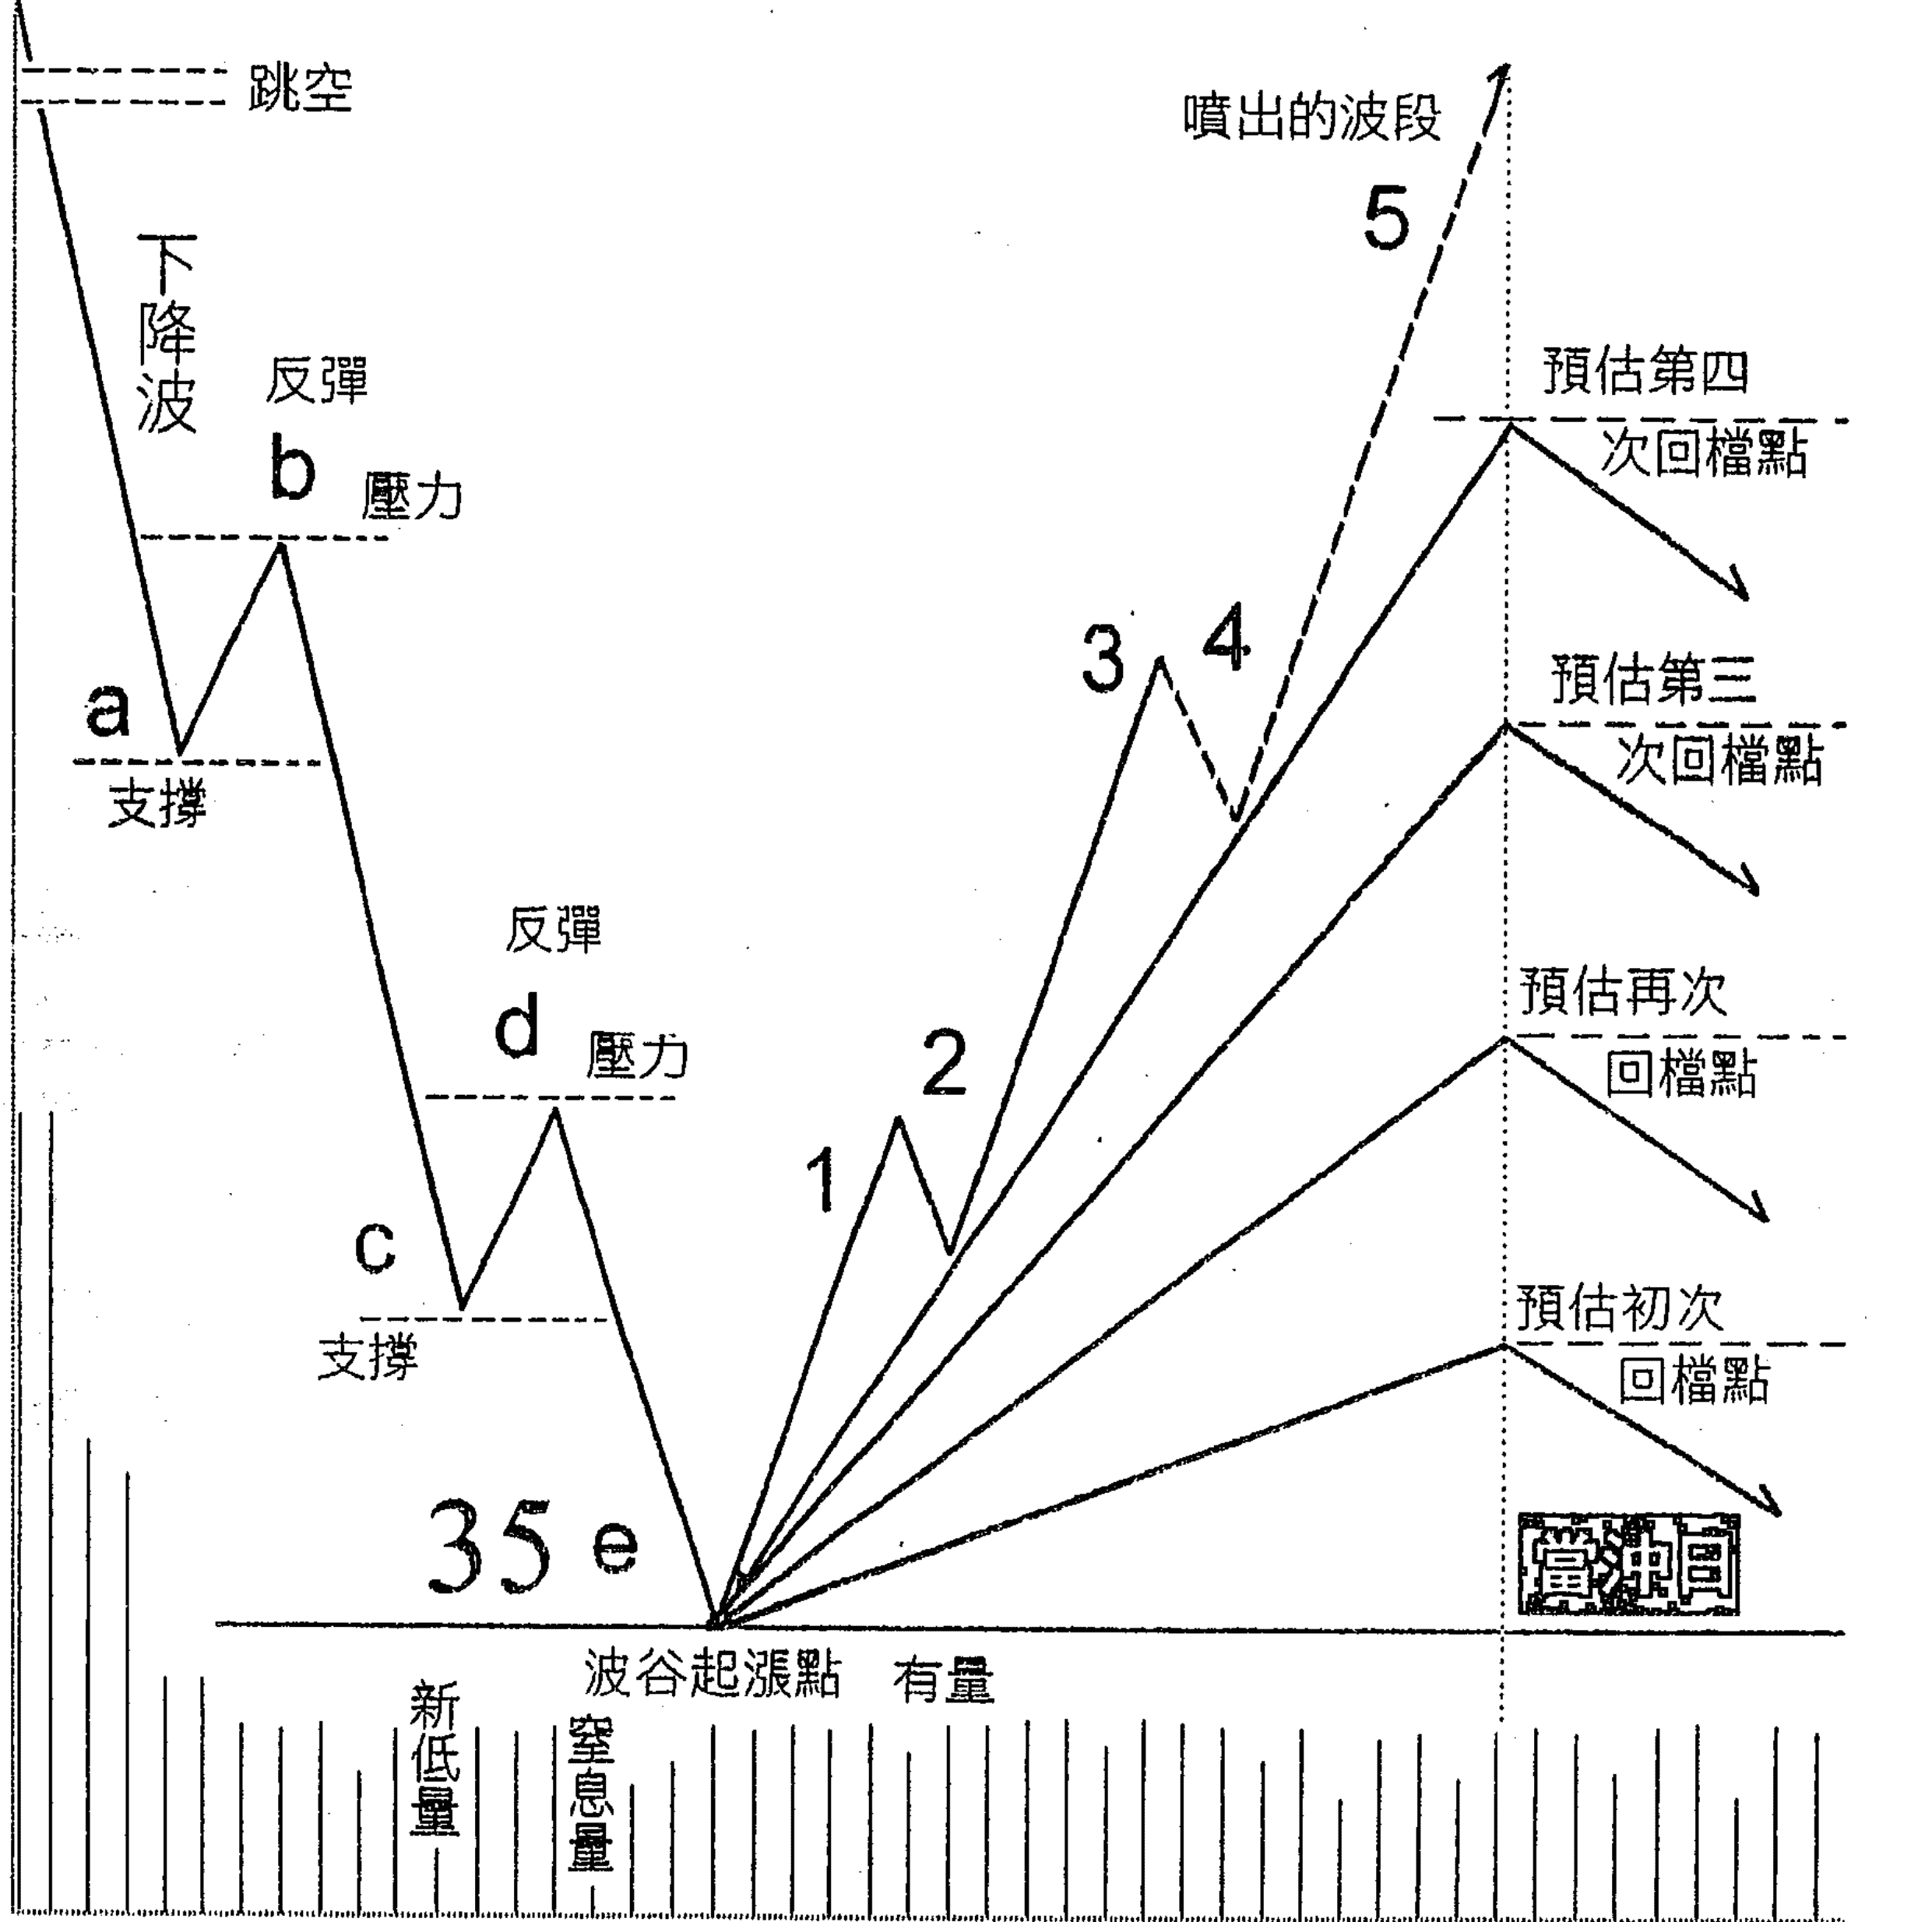 跳空
噴出的波段
5
下降波
反彈
b
壓力
預估第四
次回檔點
3
4
a
支撐
預估第三
次回檔點
反彈
d
壓力
2
1
預估再次
回檔點
c
支撐
預估初次
回檔點
35 e
當沖日
波谷起漲點 有量
新低量
窒息量